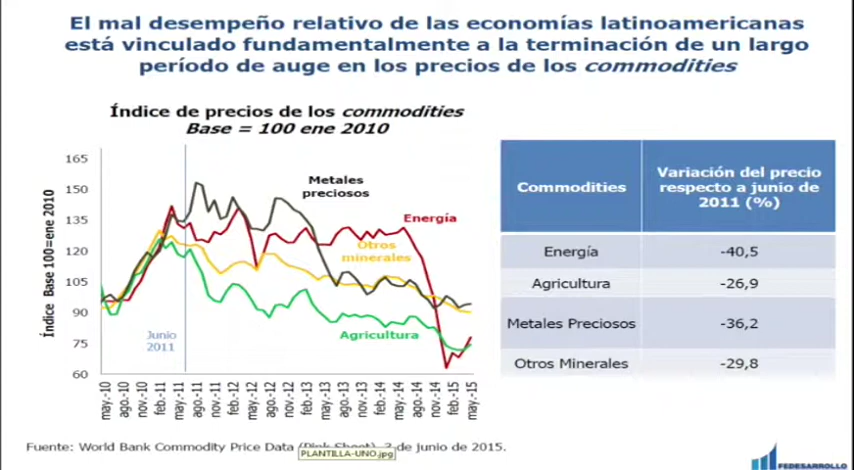 El mal desempeño relativo de las economías latinoamericanas
está vinculado fundamentalmente a la terminación de un largo
período de auge en los precios de los commodities
Índice de precios de los commodities
Base = 100 ene 2010
Índice Base 100=ene 2010
165
150
135
120
105
90
75
60
Metales
preciosos
Energía
Otros
minerales
Agricultura
Junio
2011
may.-10
ago.-10
nov.-10
feb.-11
may.-11
ago.-11
nov.-11
feb.-12
may.-12
ago.-12
nov.-12
feb.-13
may.-13
ago.-13
nov.-13
feb.-14
may.-14
ago.-14
nov.-14
feb.-15
may.-15
Commodities
Variación del precio
respecto a junio de
2011 (%)
Energía -40,5
Agricultura -26,9
Metales Preciosos -36,2
Otros Minerales -29,8
Fuente: World Bank Commodity Price Data (Pink Sheet), de junio de 2015.
PLANTILLA-UNO.jpg
FEDESARROLLO